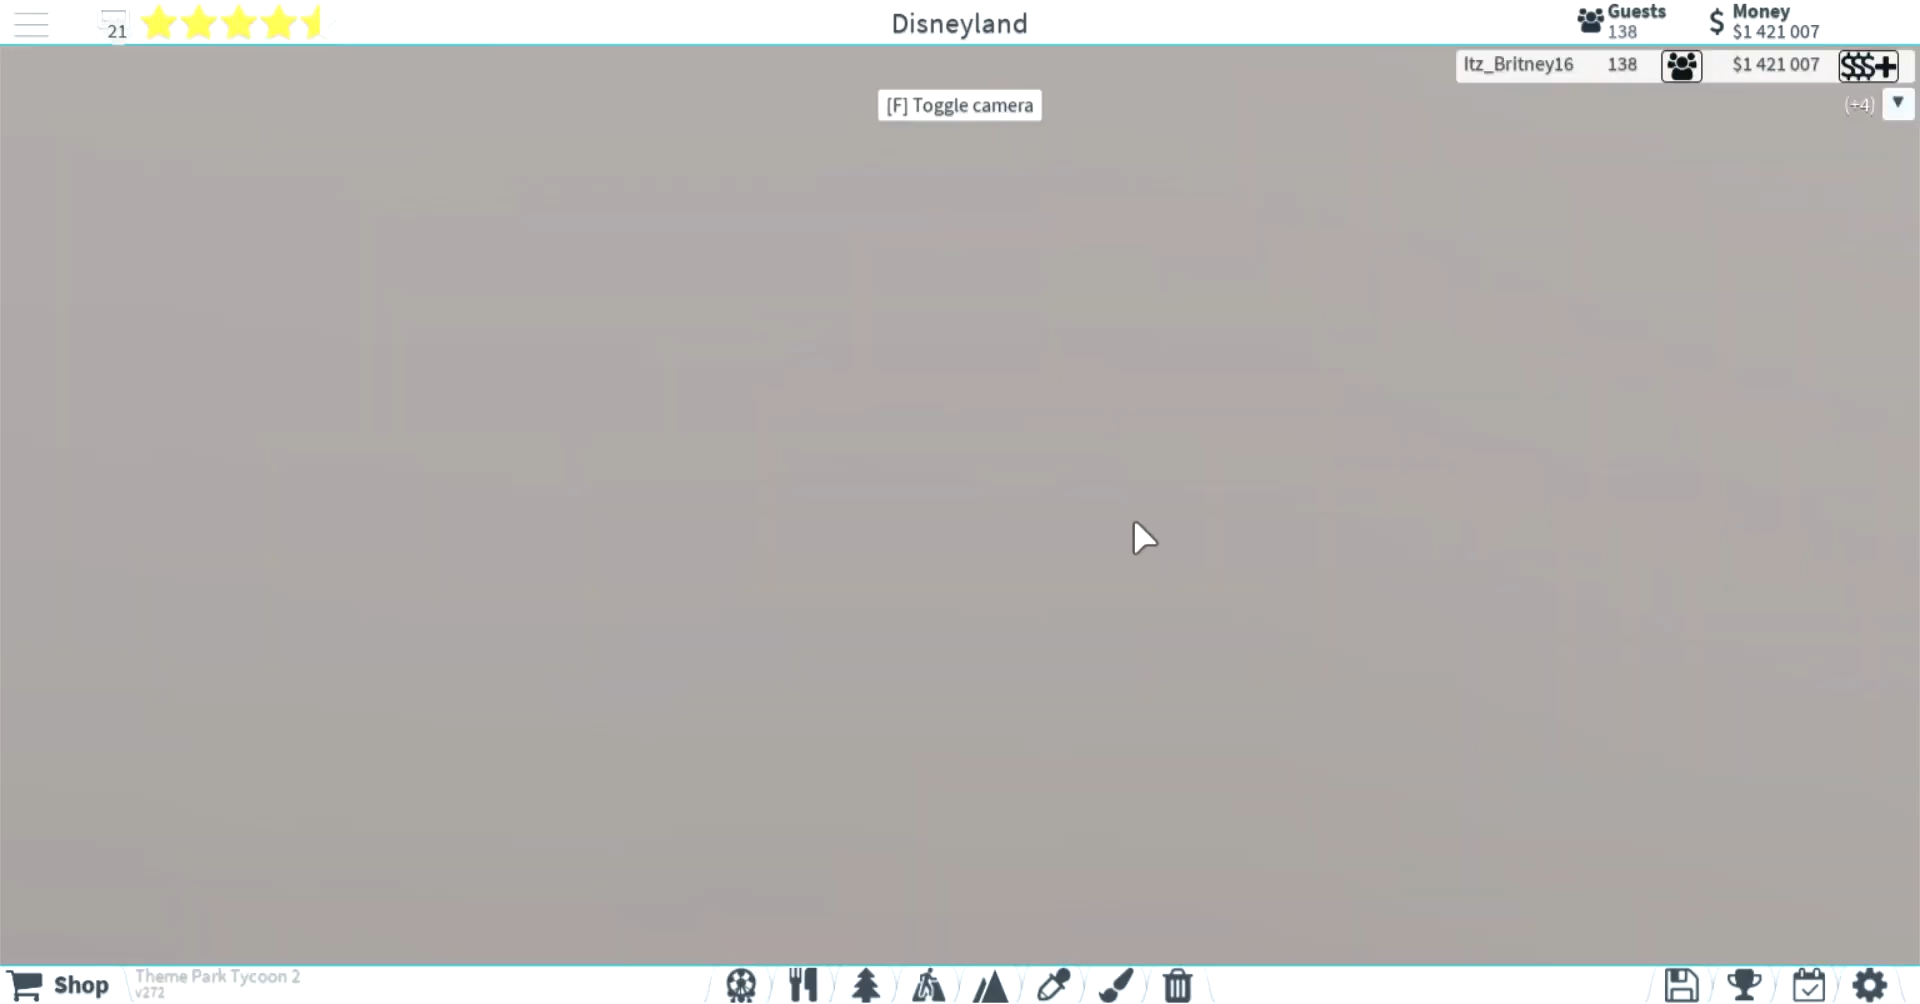 21
Disneyland
Guests
138
Money
$1 421 007
Itz_Britney16 138 $1 421 007 $$$+
[F] Toggle camera
(+4) ▼
Shop
Theme Park Tycoon 2
v272